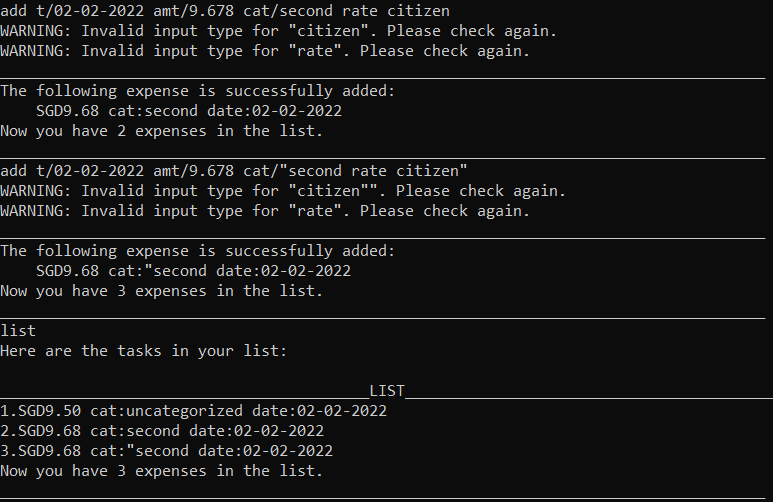 add t/02-02-2022 amt/9.678 cat/second rate citizen
WARNING: Invalid input type for "citizen". Please check again.
WARNING: Invalid input type for "rate". Please check again.
The following expense is successfully added:
SGD9.68 cat:second date:02-02-2022
Now you have 2 expenses in the list.
add t/02-02-2022 amt/9.678 cat/"second rate citizen"
WARNING: Invalid input type for "citizen"". Please check again.
WARNING: Invalid input type for "rate". Please check again.
The following expense is successfully added:
SGD9.68 cat:"second date:02-02-2022
Now you have 3 expenses in the list.
list
Here are the tasks in your list:
LIST
1.SGD9.50 cat:uncategorized date:02-02-2022
2.SGD9.68 cat:second date:02-02-2022
3.SGD9.68 cat:"second date:02-02-2022
Now you have 3 expenses in the list.